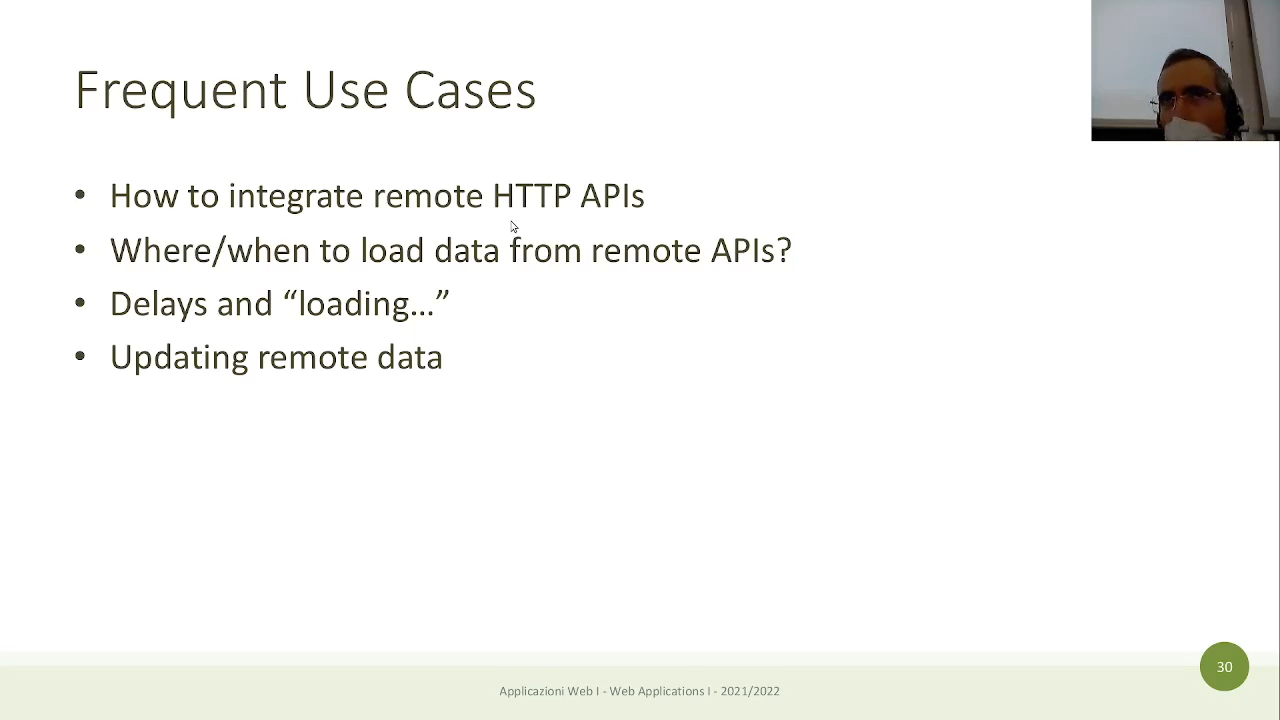 Frequent Use Cases
• How to integrate remote HTTP APIs
• Where/when to load data from remote APIs?
• Delays and “loading…”
• Updating remote data
30
Applicazioni Web I - Web Applications I - 2021/2022